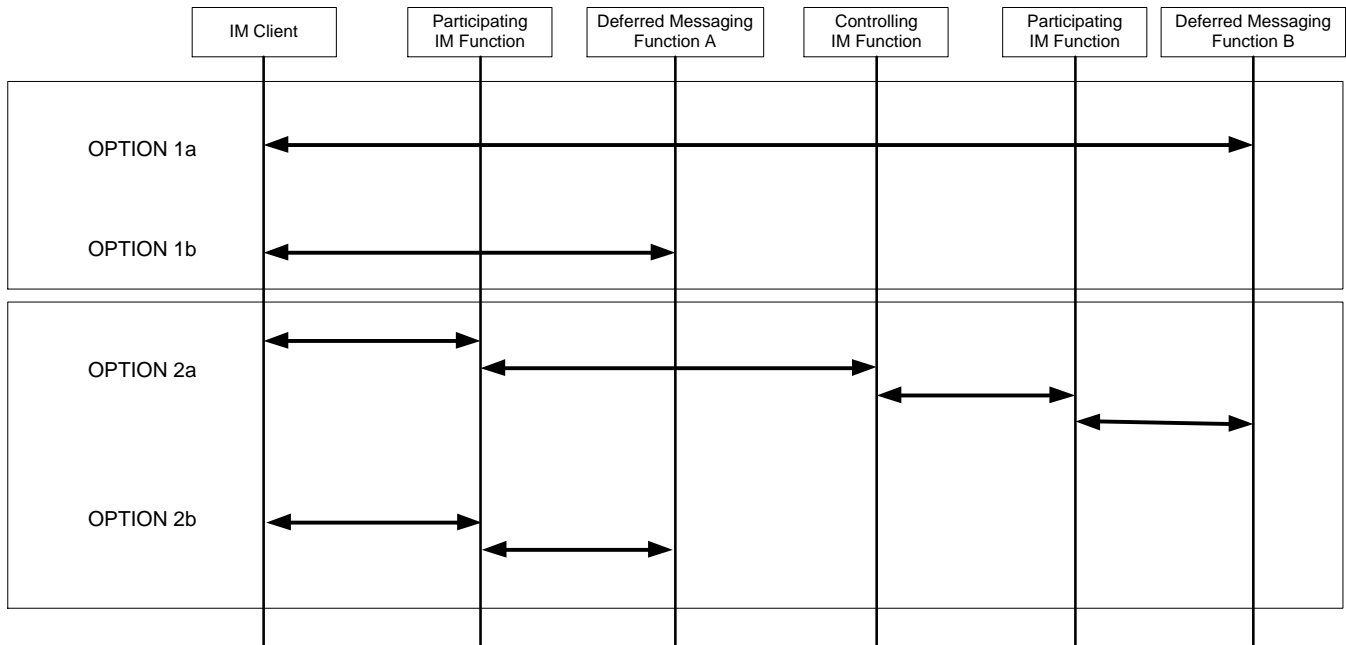 IM Client
Participating
IM Function
Deferred Messaging
Function A
Controlling
IM Function
Participating
IM Function
Deferred Messaging
Function B
OPTION 1a
OPTION 1b
OPTION 2a
OPTION 2b